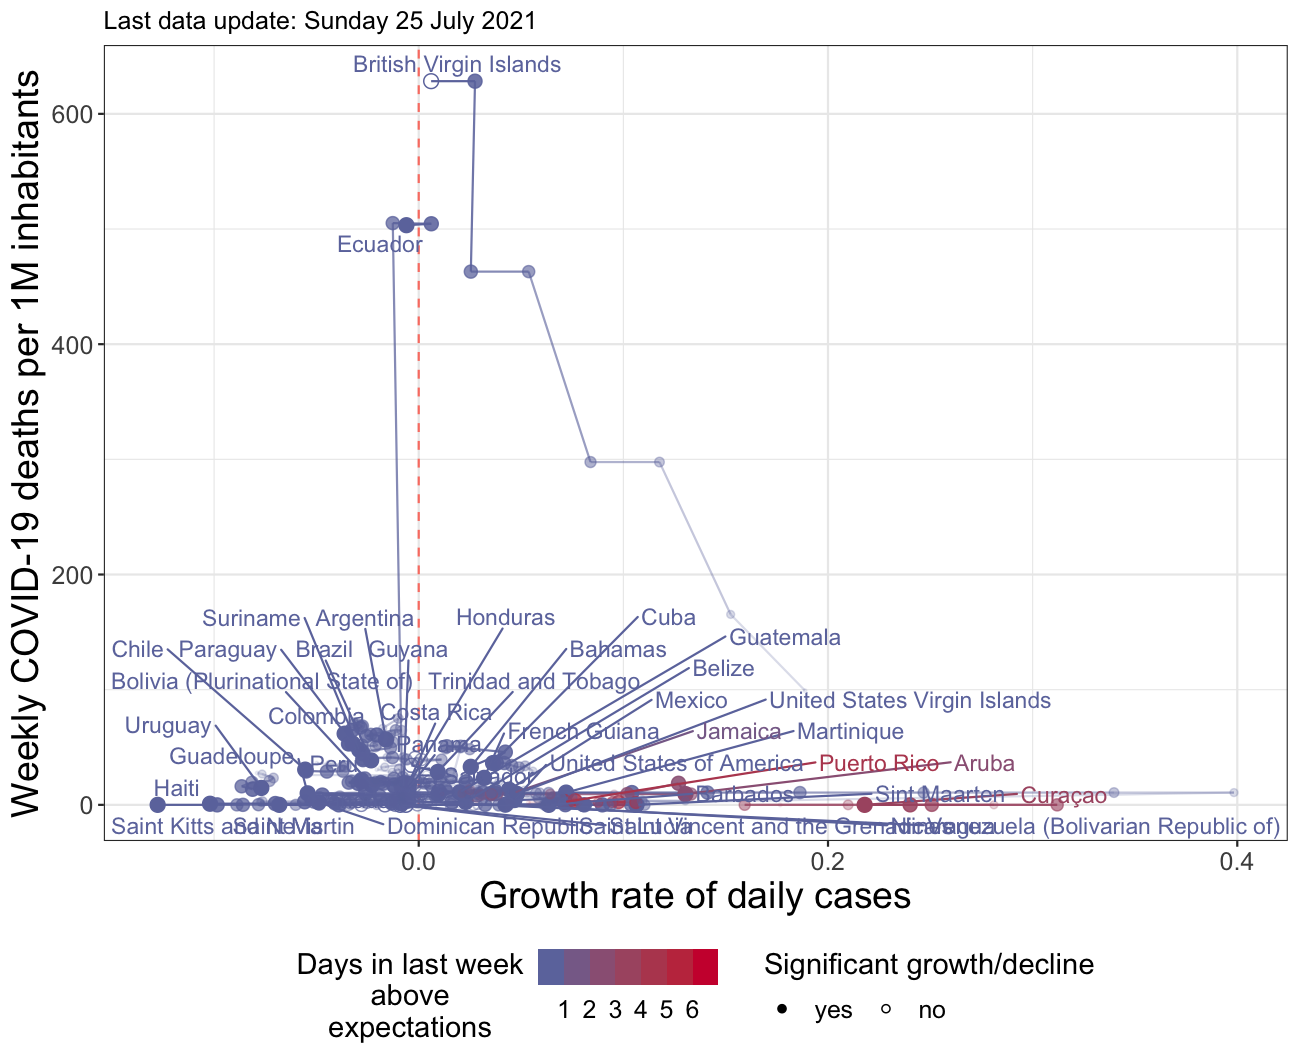 Last data update: Sunday 25 July 2021
Weekly COVID-19 deaths per 1M inhabitants
600
400
200
0
British Virgin Islands
Ecuador
Suriname
Argentina
Honduras
Cuba
Guatemala
Chile
Paraguay
Brazil
Guyana
Bahamas
Belize
Bolivia (Plurinational State of)
Trinidad and Tobago
Mexico
United States Virgin Islands
Colombia
Costa Rica
Uruguay
French Guiana
Jamaica
Martinique
Panama
Guadeloupe
Peru
United States of America
Puerto Rico
Aruba
Haiti
Barbados
Sint Maarten
Curaçao
Saint Kitts and Nevis
Saint Martin
Dominican Republic
Saint Lucia
Saint Vincent and the Grenadines
Nicaragua
Venezuela (Bolivarian Republic of)
0.0
0.2
0.4
Growth rate of daily cases
Days in last week
above
expectations
1 2 3 4 5 6
Significant growth/decline
yes
no